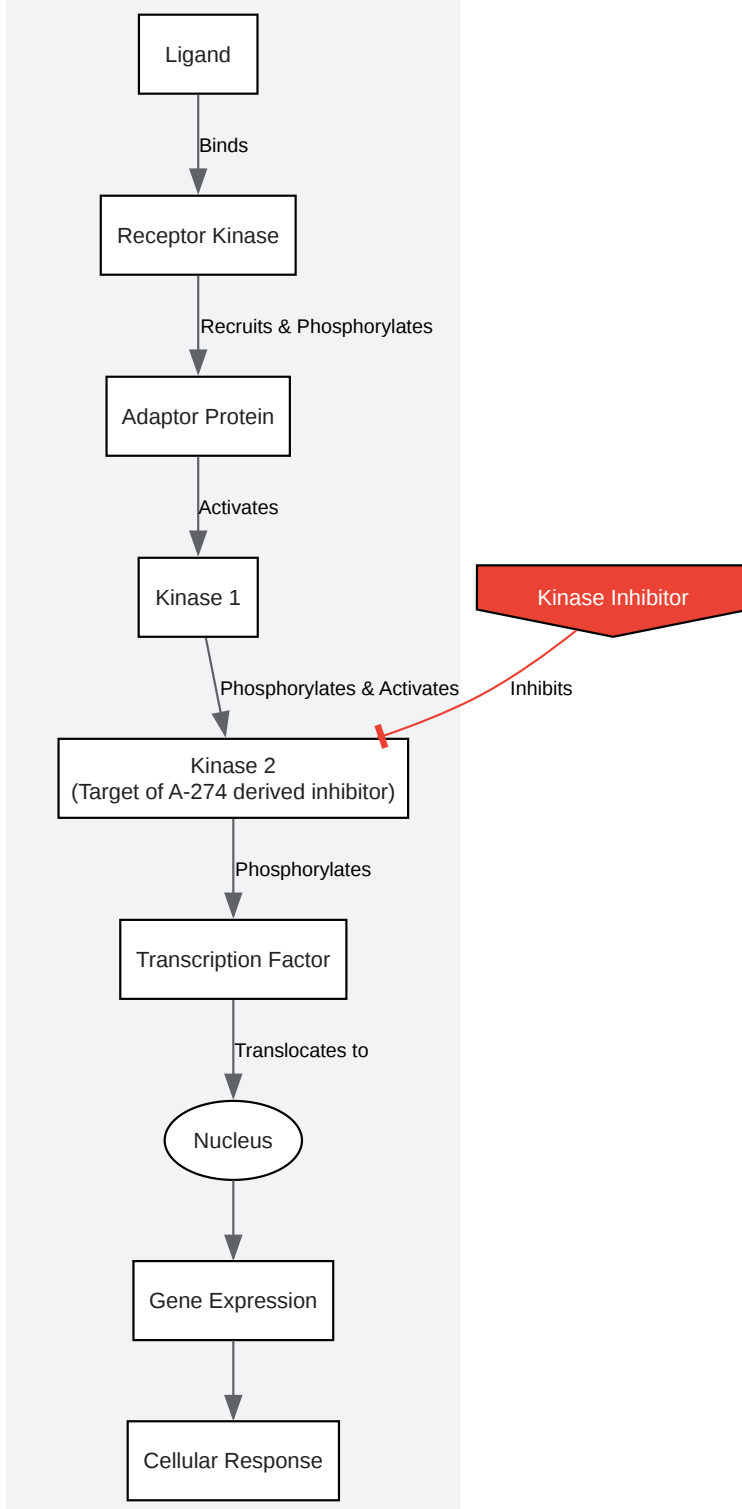 Ligand
Binds
Receptor Kinase
Recruits & Phosphorylates
Adaptor Protein
Activates
Kinase 1
Kinase Inhibitor
Phosphorylates & Activates
Inhibits
Kinase 2
(Target of A-274 derived inhibitor)
Phosphorylates
Transcription Factor
Translocates to
Nucleus
Gene Expression
Cellular Response